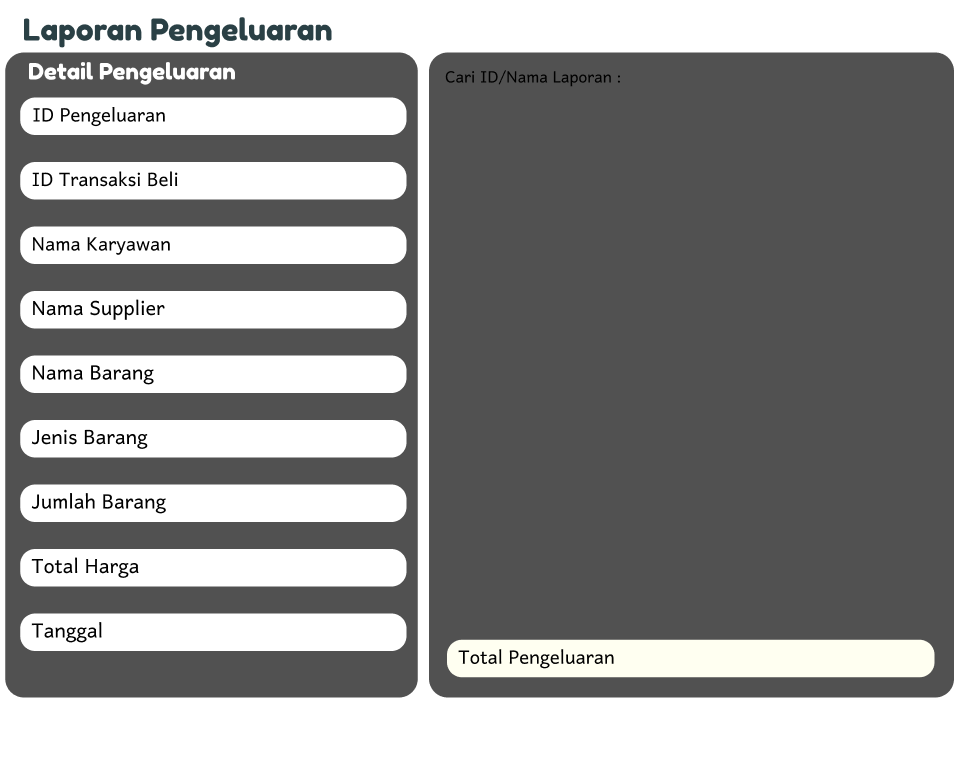 Laporan Pengeluaran
Detail Pengeluaran
ID Pengeluaran
ID Transaksi Beli
Nama Karyawan
Nama Supplier
Nama Barang
Jenis Barang
Jumlah Barang
Total Harga
Tanggal
Cari ID/Nama Laporan :
Total Pengeluaran